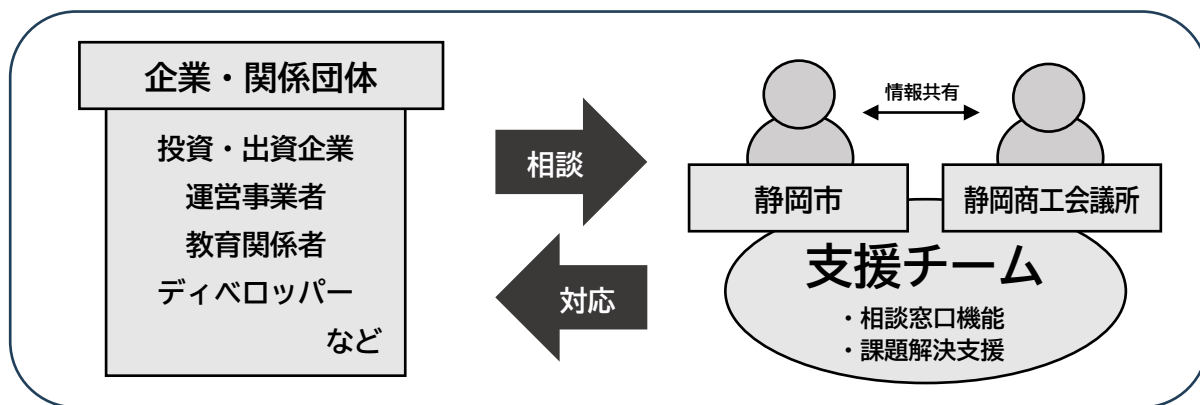 企業・関係団体
投資・出資企業
運営事業者
教育関係者
ディベロッパー
など
相談
対応
情報共有
静岡市
静岡商工会議所
支援チーム
・相談窓口機能
・課題解決支援